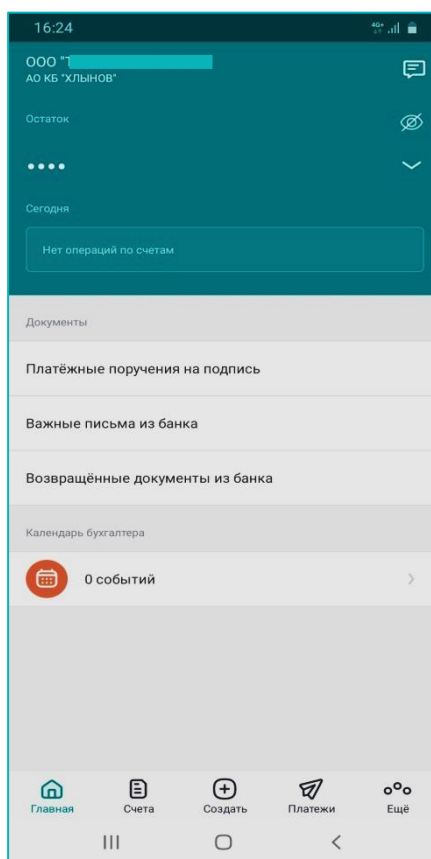 16:24
4G+
ООО "Т
АО КБ "ХЛЫНОВ"
Остаток
Сегодня
Нет операций по счетам
Документы
Платёжные поручения на подпись
Важные письма из банка
Возвращённые документы из банка
Календарь бухгалтера
0 событий
Главная Счета Создать Платежи Ещё